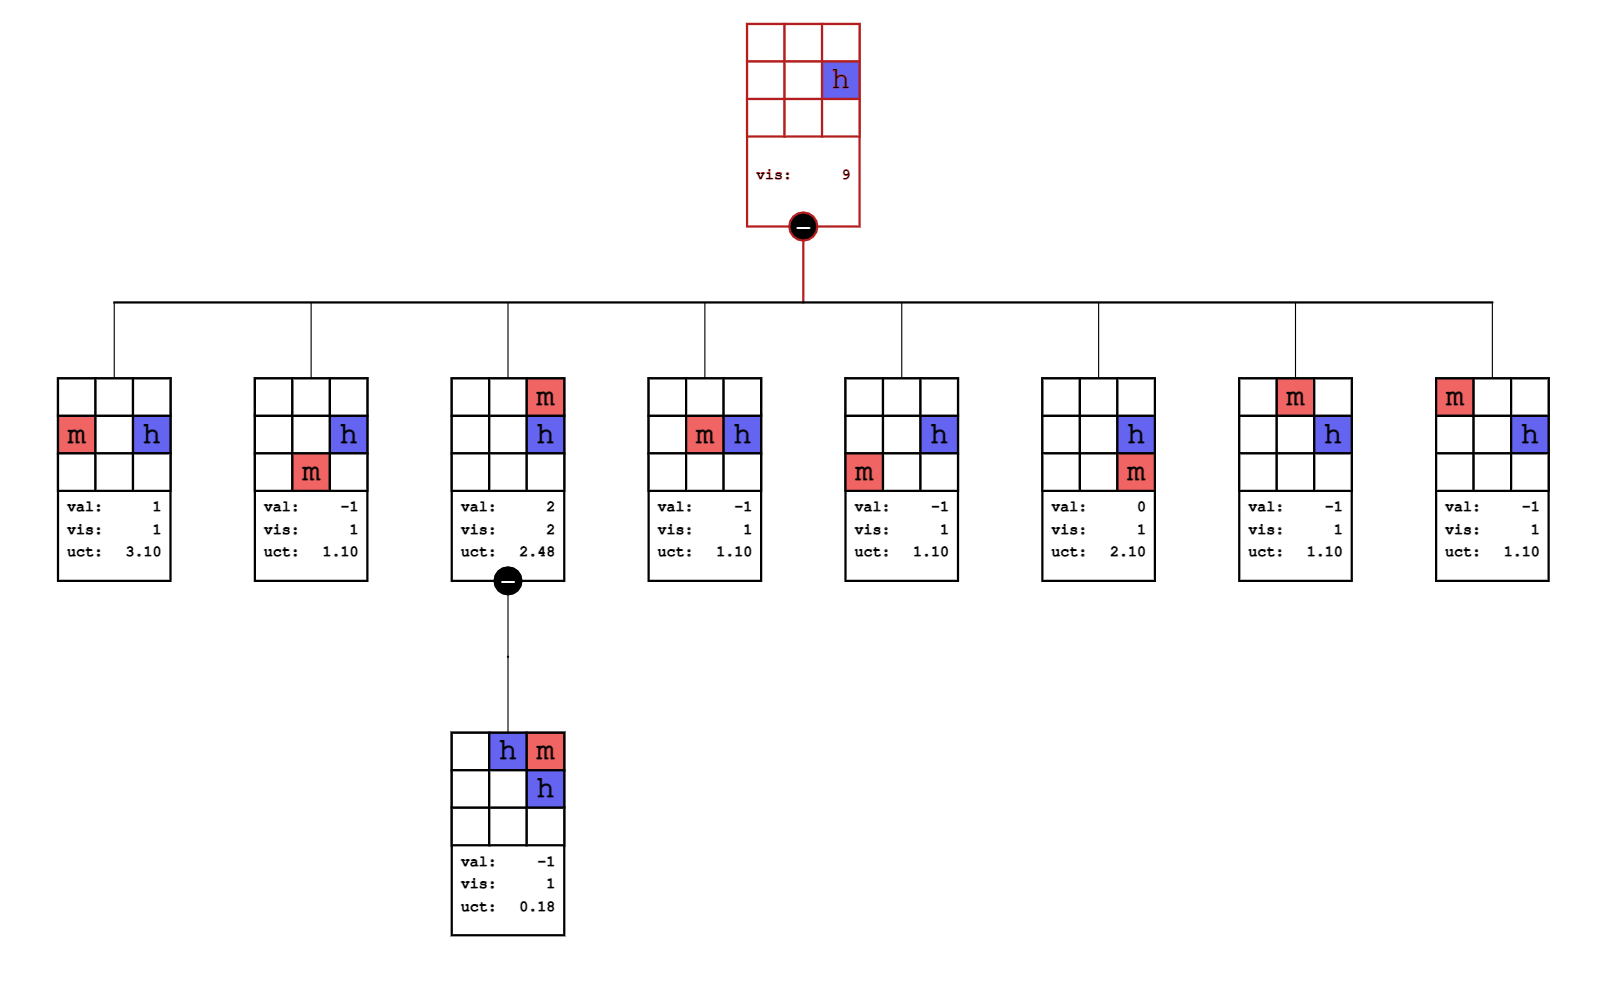 h
vis: 9
m
m h
val: 1
vis: 1
uct: 3.10
h
m
val: -1
vis: 1
uct: 1.10
m
h
val: 2
vis: 2
uct: 2.48
m h
val: -1
vis: 1
uct: 1.10
h
m
val: -1
vis: 1
uct: 1.10
h
m
val: 0
vis: 1
uct: 2.10
m
h
val: -1
vis: 1
uct: 1.10
m
h
val: -1
vis: 1
uct: 1.10
h m
h
val: -1
vis: 1
uct: 0.18